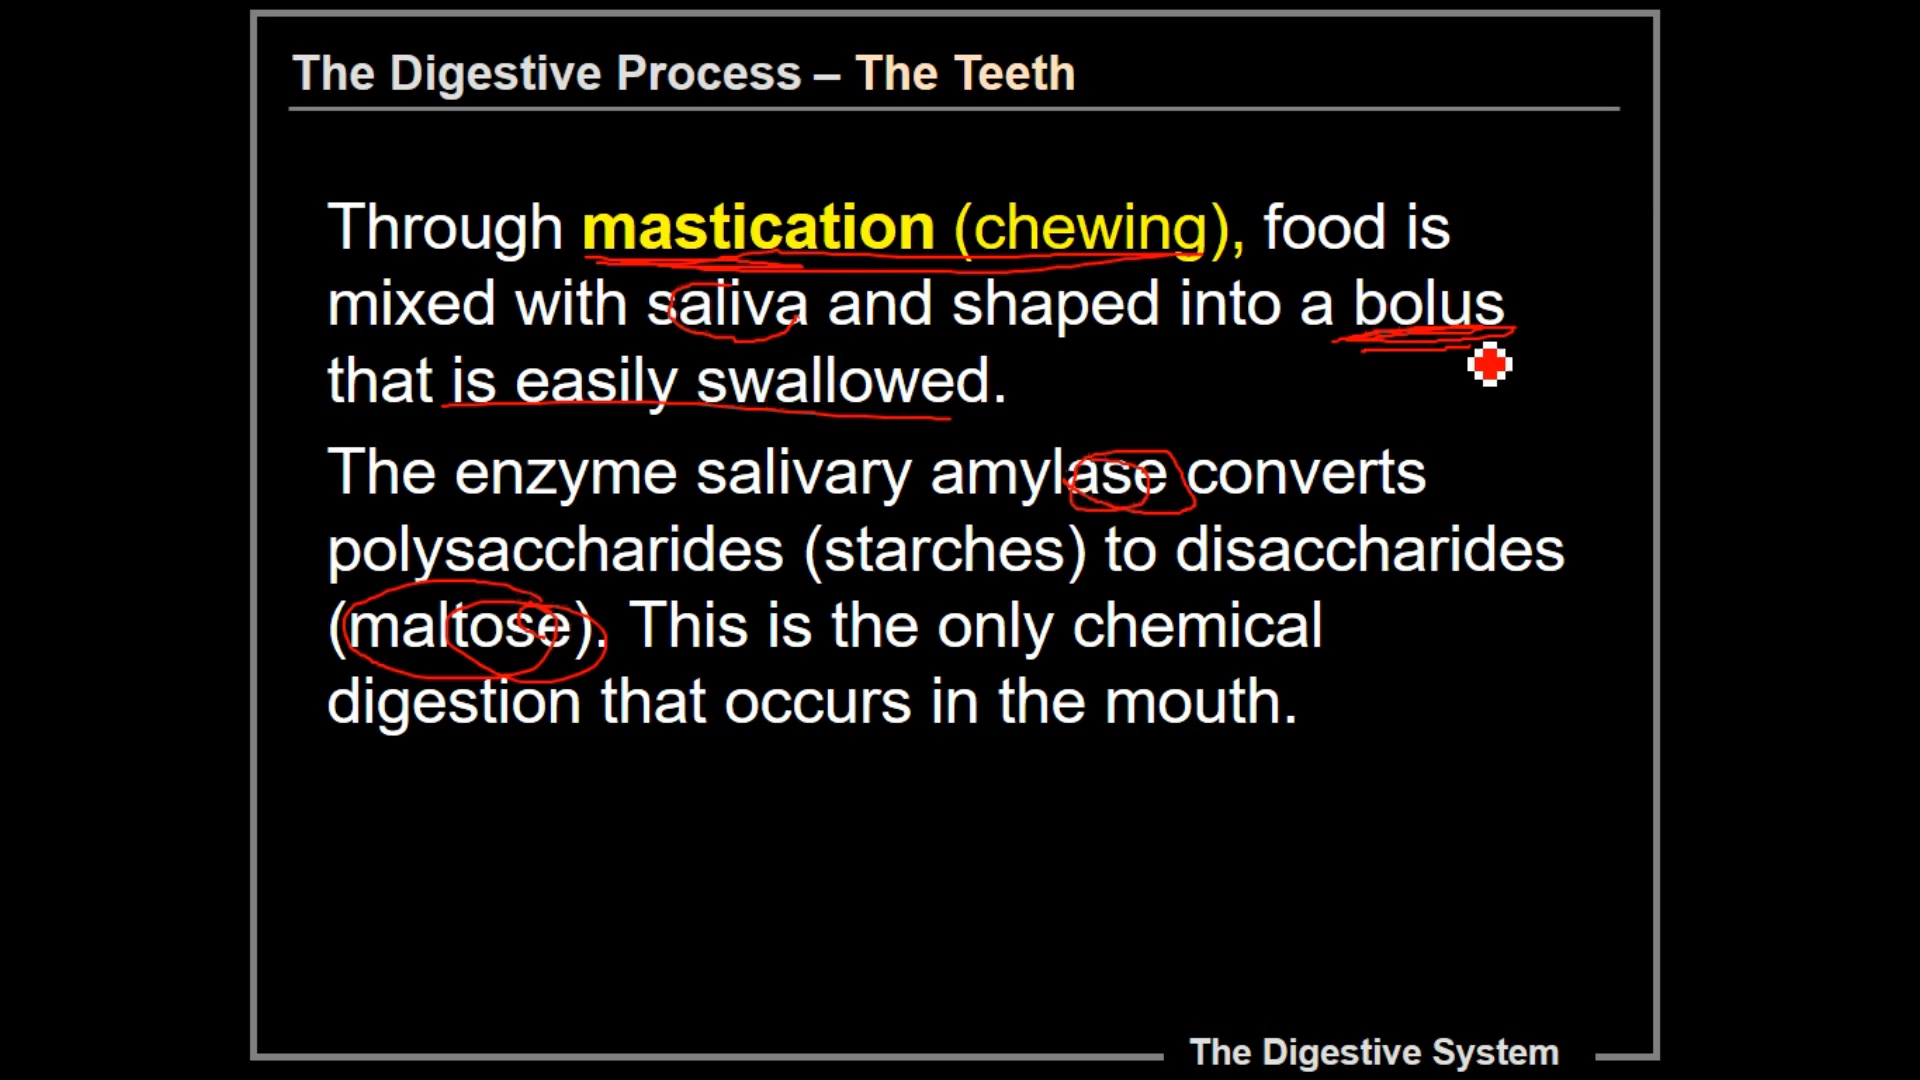 The Digestive Process – The Teeth
Through mastication (chewing), food is
mixed with saliva and shaped into a bolus
that is easily swallowed.
The enzyme salivary amylase converts
polysaccharides (starches) to disaccharides
(maltose). This is the only chemical
digestion that occurs in the mouth.
The Digestive System